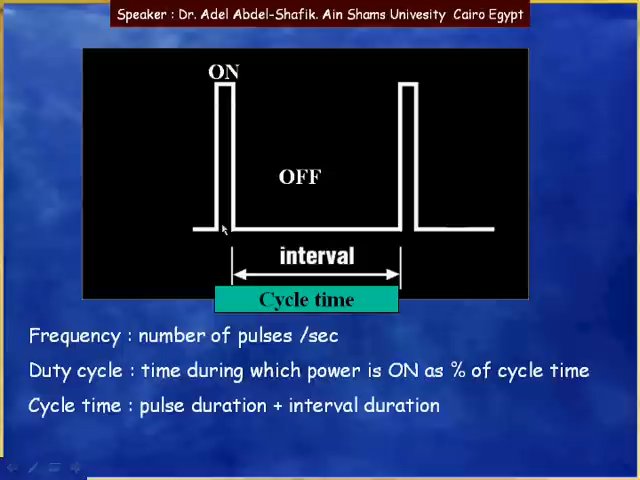 Speaker : Dr. Adel Abdel-Shafik. Ain Shams Univesity Cairo Egypt
ON
OFF
interval
Cycle time
Frequency : number of pulses /sec
Duty cycle : time during which power is ON as % of cycle time
Cycle time : pulse duration + interval duration